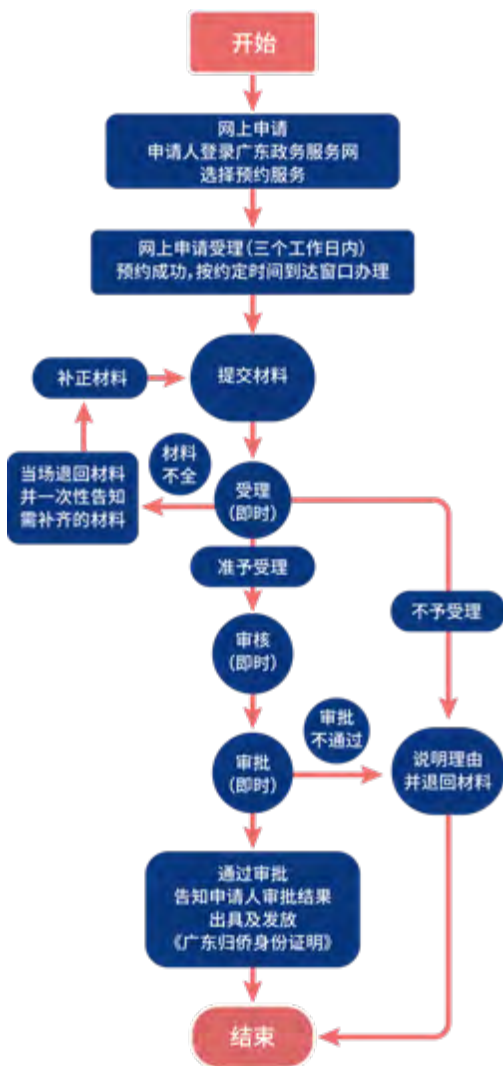 开始
网上申请
申请人登录广东政务服务网
选择预约服务
网上申请受理(三个工作日内)
预约成功,按约定时间到达窗口办理
补正材料
提交材料
材料
不全
当场退回材料
并一次性告知
需补齐的材料
受理
(即时)
准予受理
不予受理
审核
(即时)
审批
不通过
审批
(即时)
说明理由
并退回材料
通过审批
告知申请人审批结果
出具及发放
《广东归侨身份证明》
结束